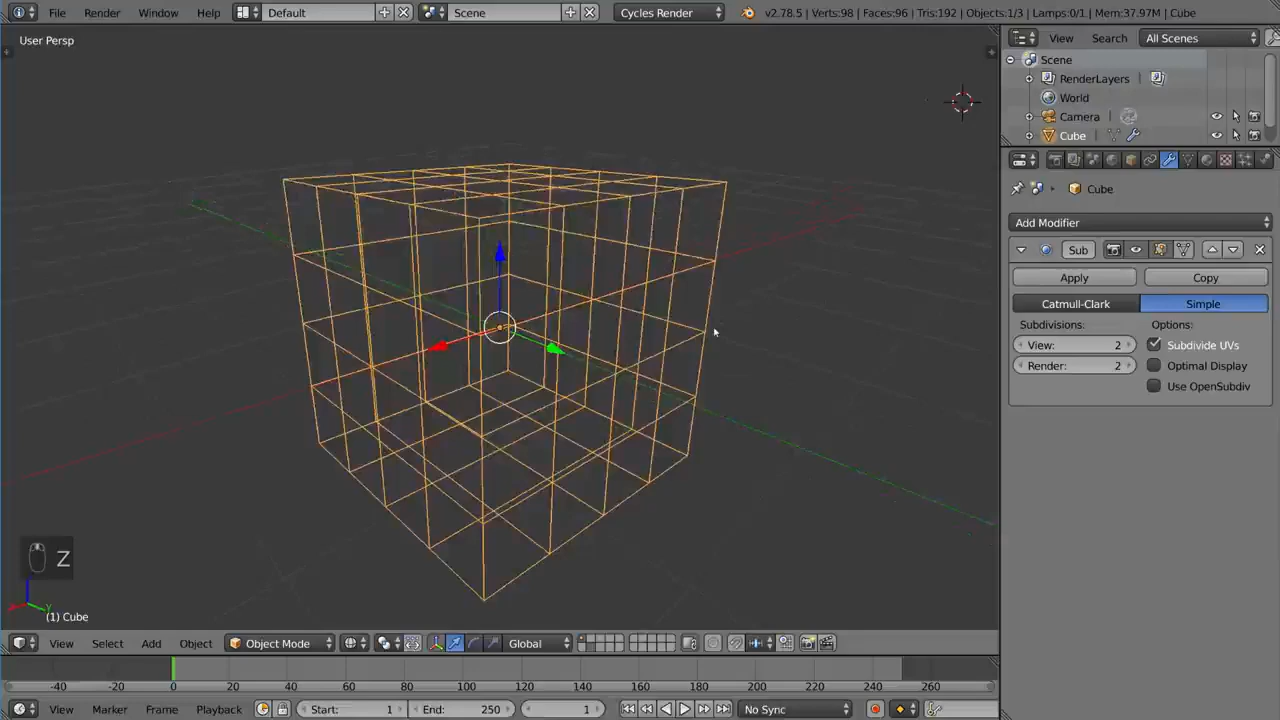 File Render Window Help Default Scene Cycles Render v2.78.5 | Verts:98 | Faces:96 | Tris:192 | Objects:1/3 | Lamps:0/1 | Mem:37.97M | Cube
User Persp
View Search All Scenes
Scene
RenderLayers
World
Camera
Cube
Cube
Add Modifier
Sub
Apply Copy
Catmull-Clark Simple
Subdivisions: Options:
View: 2 Subdivide UVs
Render: 2 Optimal Display
Use OpenSubdiv
Z
Y
(1) Cube
View Select Add Object Object Mode Global
-40 -20 0 20 40 60 80 100 120 140 160 180 200 220 240 260
View Marker Frame Playback Start: 1 End: 250 1 No Sync